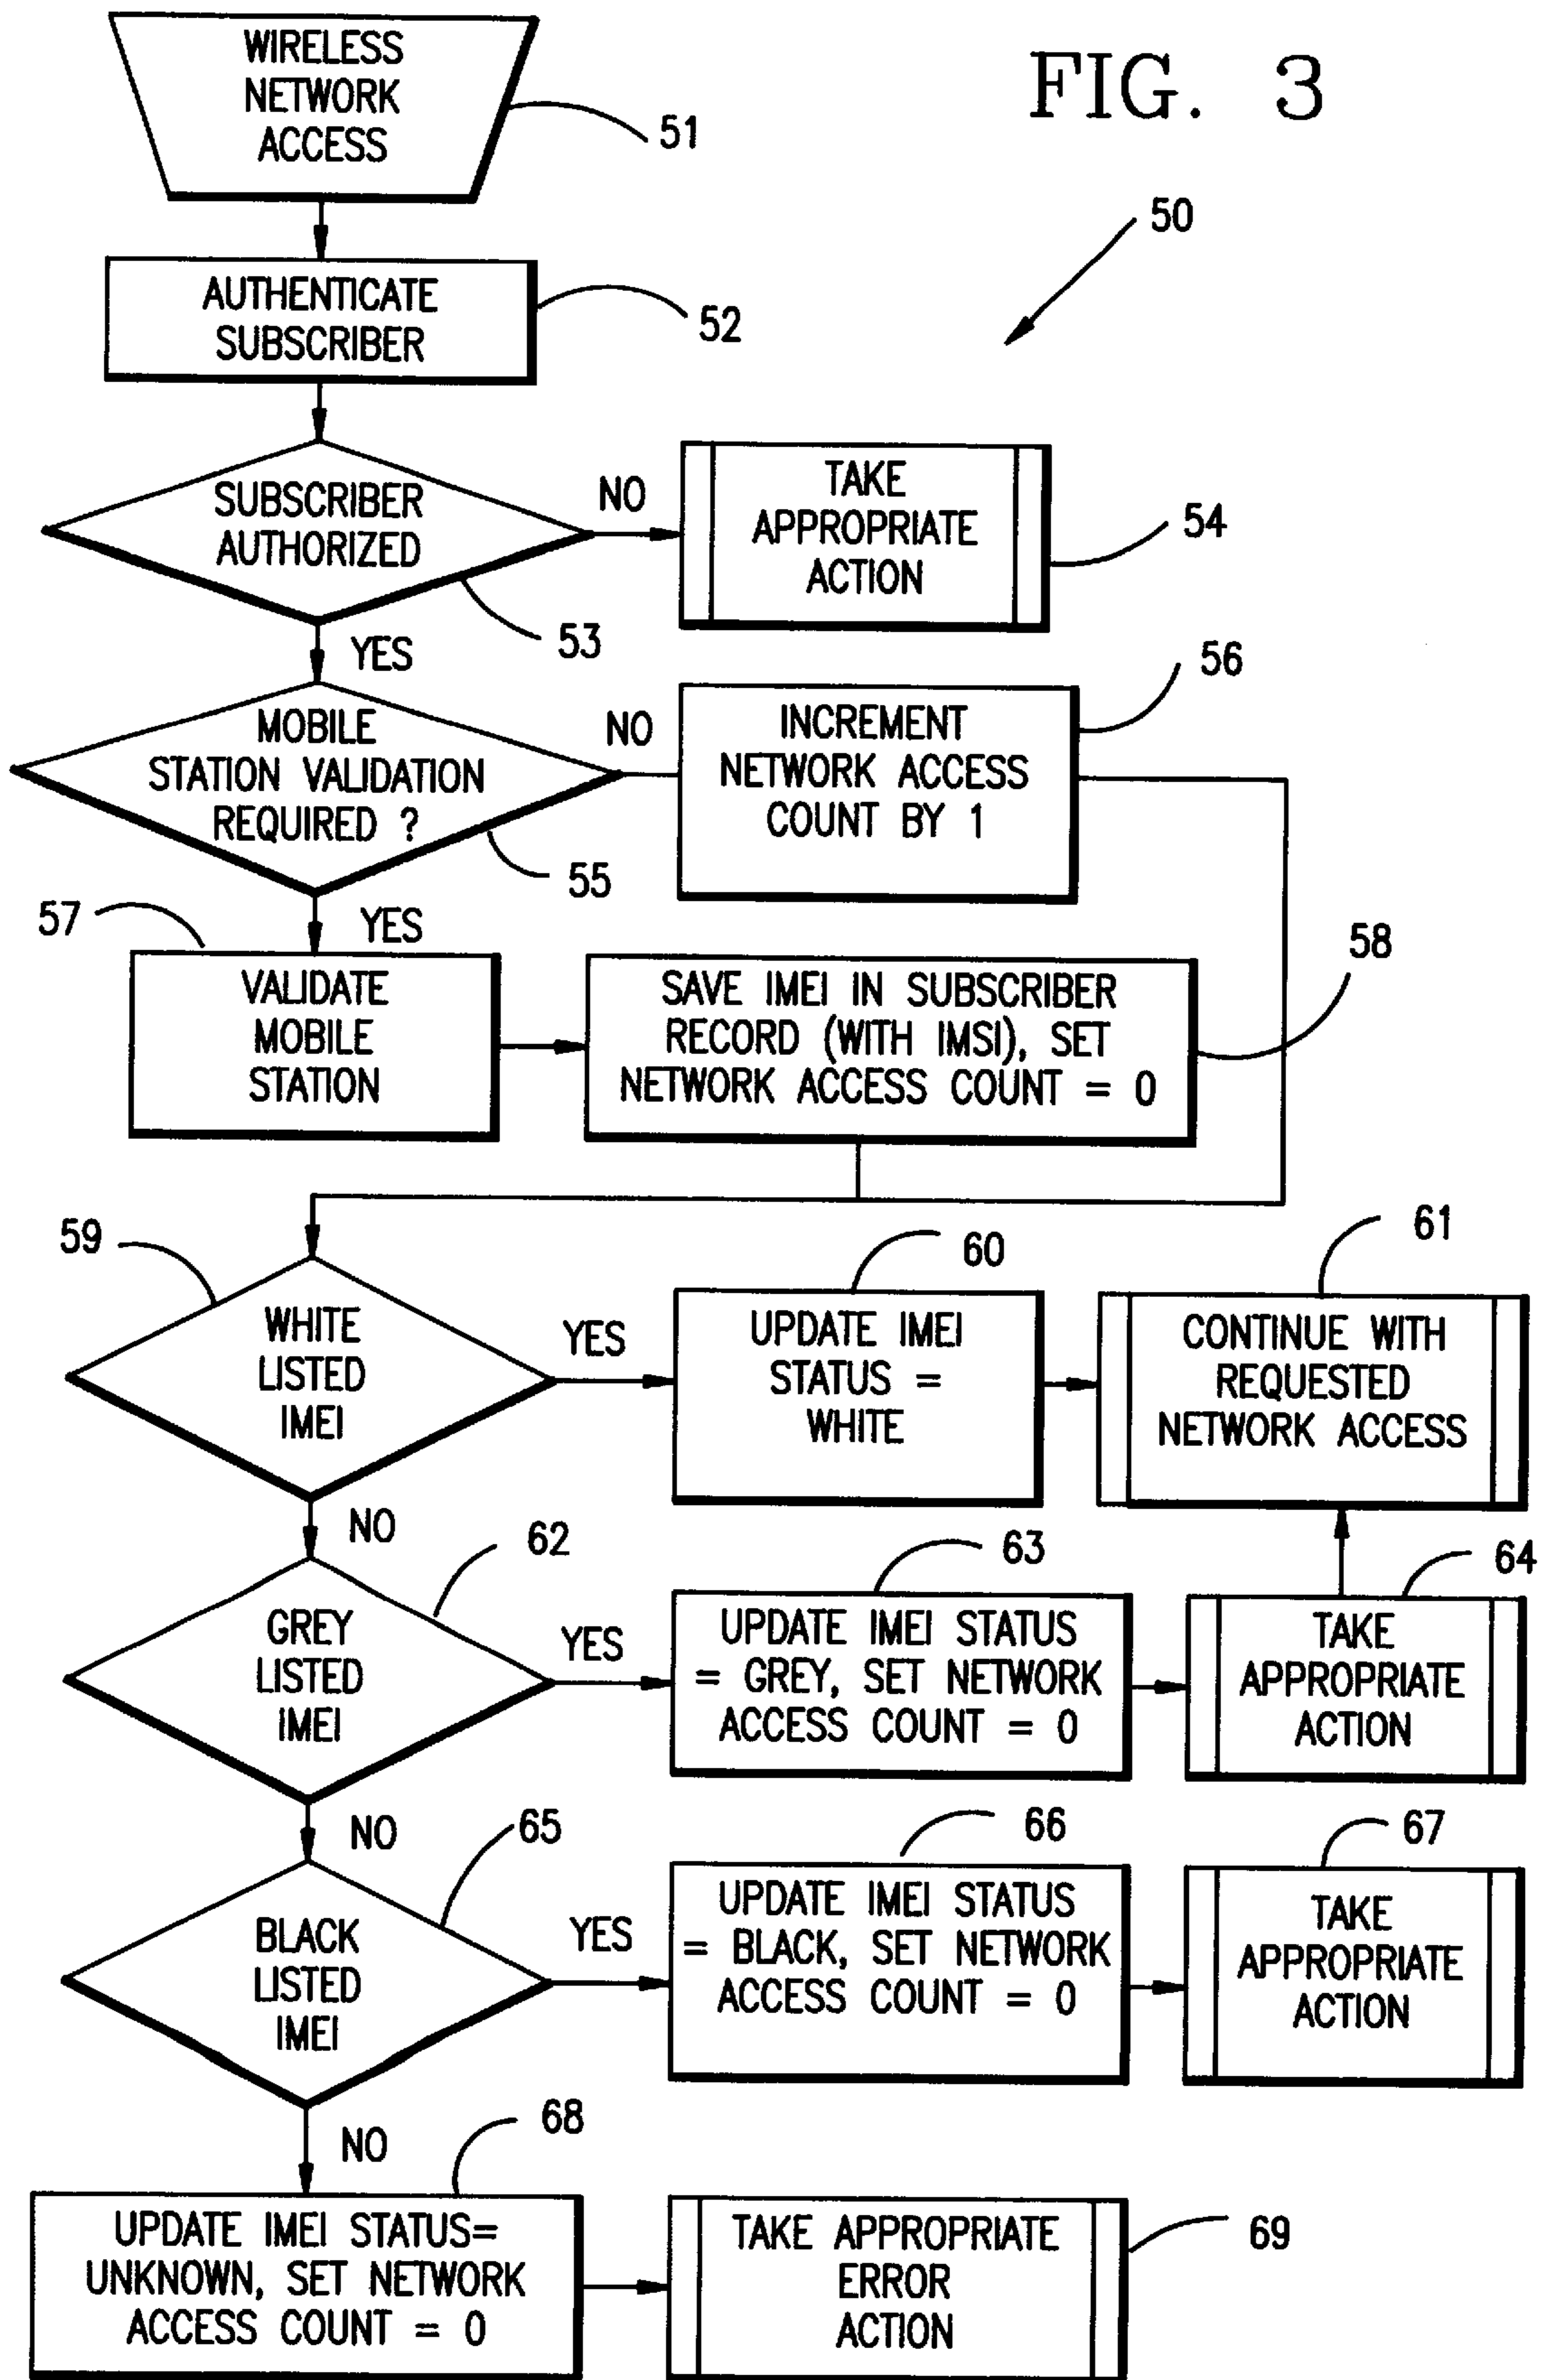 FIG. 3
WIRELESS
NETWORK
ACCESS
51
50
AUTHENTICATE
SUBSCRIBER
52
SUBSCRIBER
AUTHORIZED
53
NO
TAKE
APPROPRIATE
ACTION
54
YES
MOBILE
STATION VALIDATION
REQUIRED ?
55
NO
INCREMENT
NETWORK ACCESS
COUNT BY 1
56
YES
57
VALIDATE
MOBILE
STATION
SAVE IMEI IN SUBSCRIBER
RECORD (WITH IMSI), SET
NETWORK ACCESS COUNT = 0
58
59
WHITE
LISTED
IMEI
YES
60
UPDATE IMEI
STATUS =
WHITE
61
CONTINUE WITH
REQUESTED
NETWORK ACCESS
NO
62
GREY
LISTED
IMEI
YES
63
UPDATE IMEI STATUS
= GREY, SET NETWORK
ACCESS COUNT = 0
64
TAKE
APPROPRIATE
ACTION
NO
65
BLACK
LISTED
IMEI
YES
66
UPDATE IMEI STATUS
= BLACK, SET NETWORK
ACCESS COUNT = 0
67
TAKE
APPROPRIATE
ACTION
NO
68
UPDATE IMEI STATUS=
UNKNOWN, SET NETWORK
ACCESS COUNT = 0
TAKE APPROPRIATE
ERROR
ACTION
69